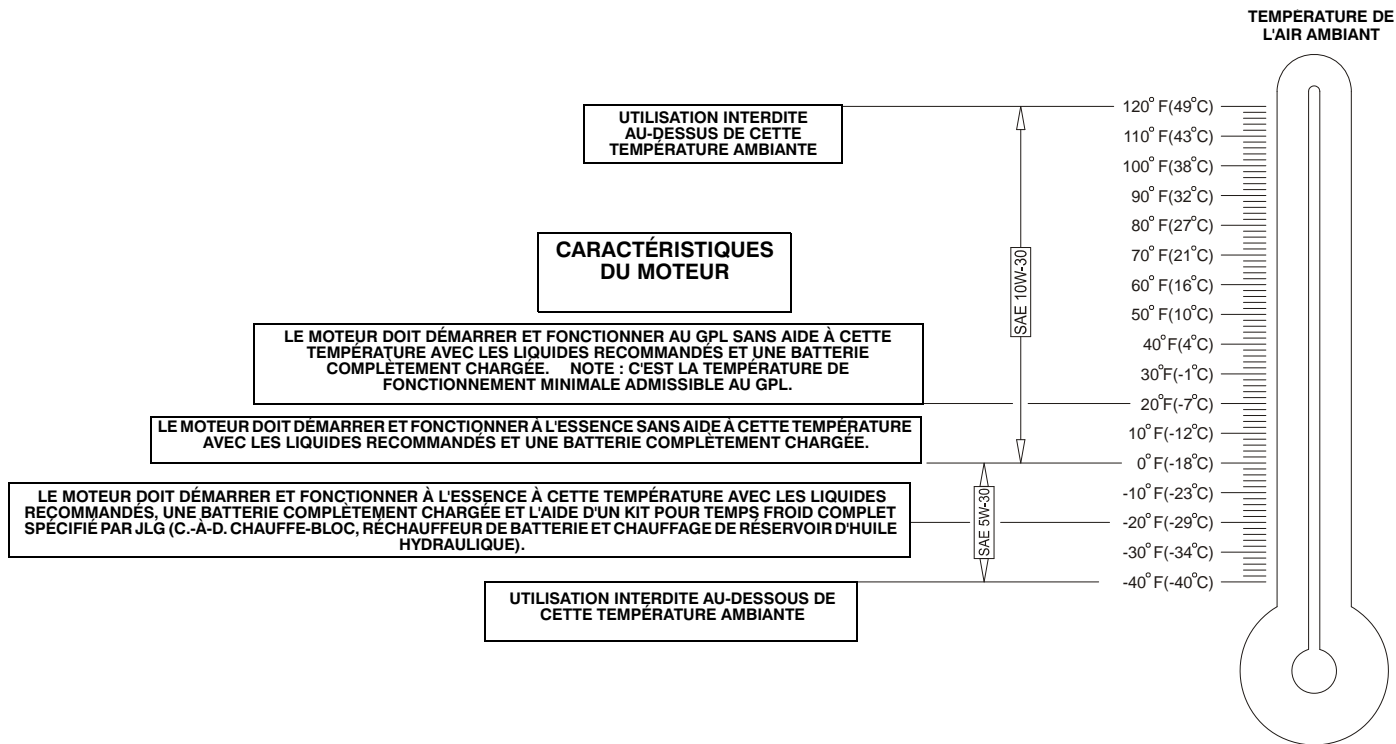 TEMPÉRATURE DE
L'AIR AMBIANT
UTILISATION INTERDITE
AU-DESSUS DE CETTE
TEMPÉRATURE AMBIANTE
120° F(49°C)
110° F(43°C)
100° F(38°C)
90° F(32°C)
80° F(27°C)
70° F(21°C)
60° F(16°C)
50° F(10°C)
40°F(4°C)
30°F(-1°C)
20°F(-7°C)
10° F(-12°C)
0° F(-18°C)
-10° F(-23°C)
-20° F(-29°C)
-30° F(-34°C)
-40° F(-40°C)
SAE 10W-30
SAE 5W-30
CARACTÉRISTIQUES
DU MOTEUR
LE MOTEUR DOIT DÉMARRER ET FONCTIONNER AU GPL SANS AIDE À CETTE
TEMPÉRATURE AVEC LES LIQUIDES RECOMMANDÉS ET UNE BATTERIE
COMPLÈTEMENT CHARGÉE. NOTE : C'EST LA TEMPÉRATURE DE
FONCTIONNEMENT MINIMALE ADMISSIBLE AU GPL.
LE MOTEUR DOIT DÉMARRER ET FONCTIONNER À L'ESSENCE SANS AIDE À CETTE TEMPÉRATURE
AVEC LES LIQUIDES RECOMMANDÉS ET UNE BATTERIE COMPLÈTEMENT CHARGÉE.
LE MOTEUR DOIT DÉMARRER ET FONCTIONNER À L'ESSENCE À CETTE TEMPÉRATURE AVEC LES LIQUIDES
RECOMMANDÉS, UNE BATTERIE COMPLÈTEMENT CHARGÉE ET L'AIDE D'UN KIT POUR TEMPS FROID COMPLET
SPÉCIFIÉ PAR JLG (C.-À-D. CHAUFFE-BLOC, RÉCHAUFFEUR DE BATTERIE ET CHAUFFAGE DE RÉSERVOIR D'HUILE
HYDRAULIQUE).
UTILISATION INTERDITE AU-DESSOUS DE
CETTE TEMPÉRATURE AMBIANTE